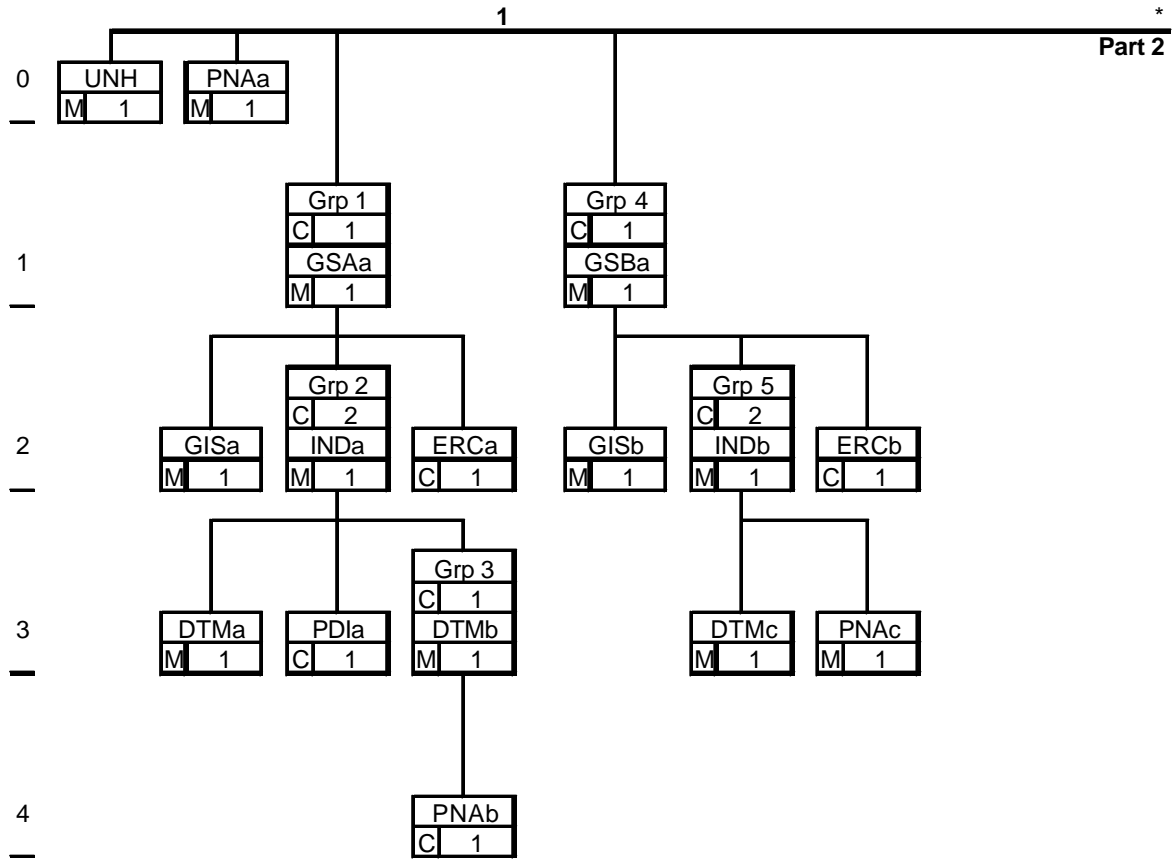 1 *
Part 2
0 UNH PNAa
M 1 M 1
Grp 1 Grp 4
C 1 C 1
1 GSAa GSBa
M 1 M 1
Grp 2 Grp 5
C 2 C 2
2 GISa INDa ERCa GISb INDb ERCb
M 1 M 1 C 1 M 1 M 1 C 1
Grp 3
C 1
3 DTMa PDIa DTMb DTMc PNAc
M 1 C 1 M 1 M 1 M 1
4 PNAb
C 1